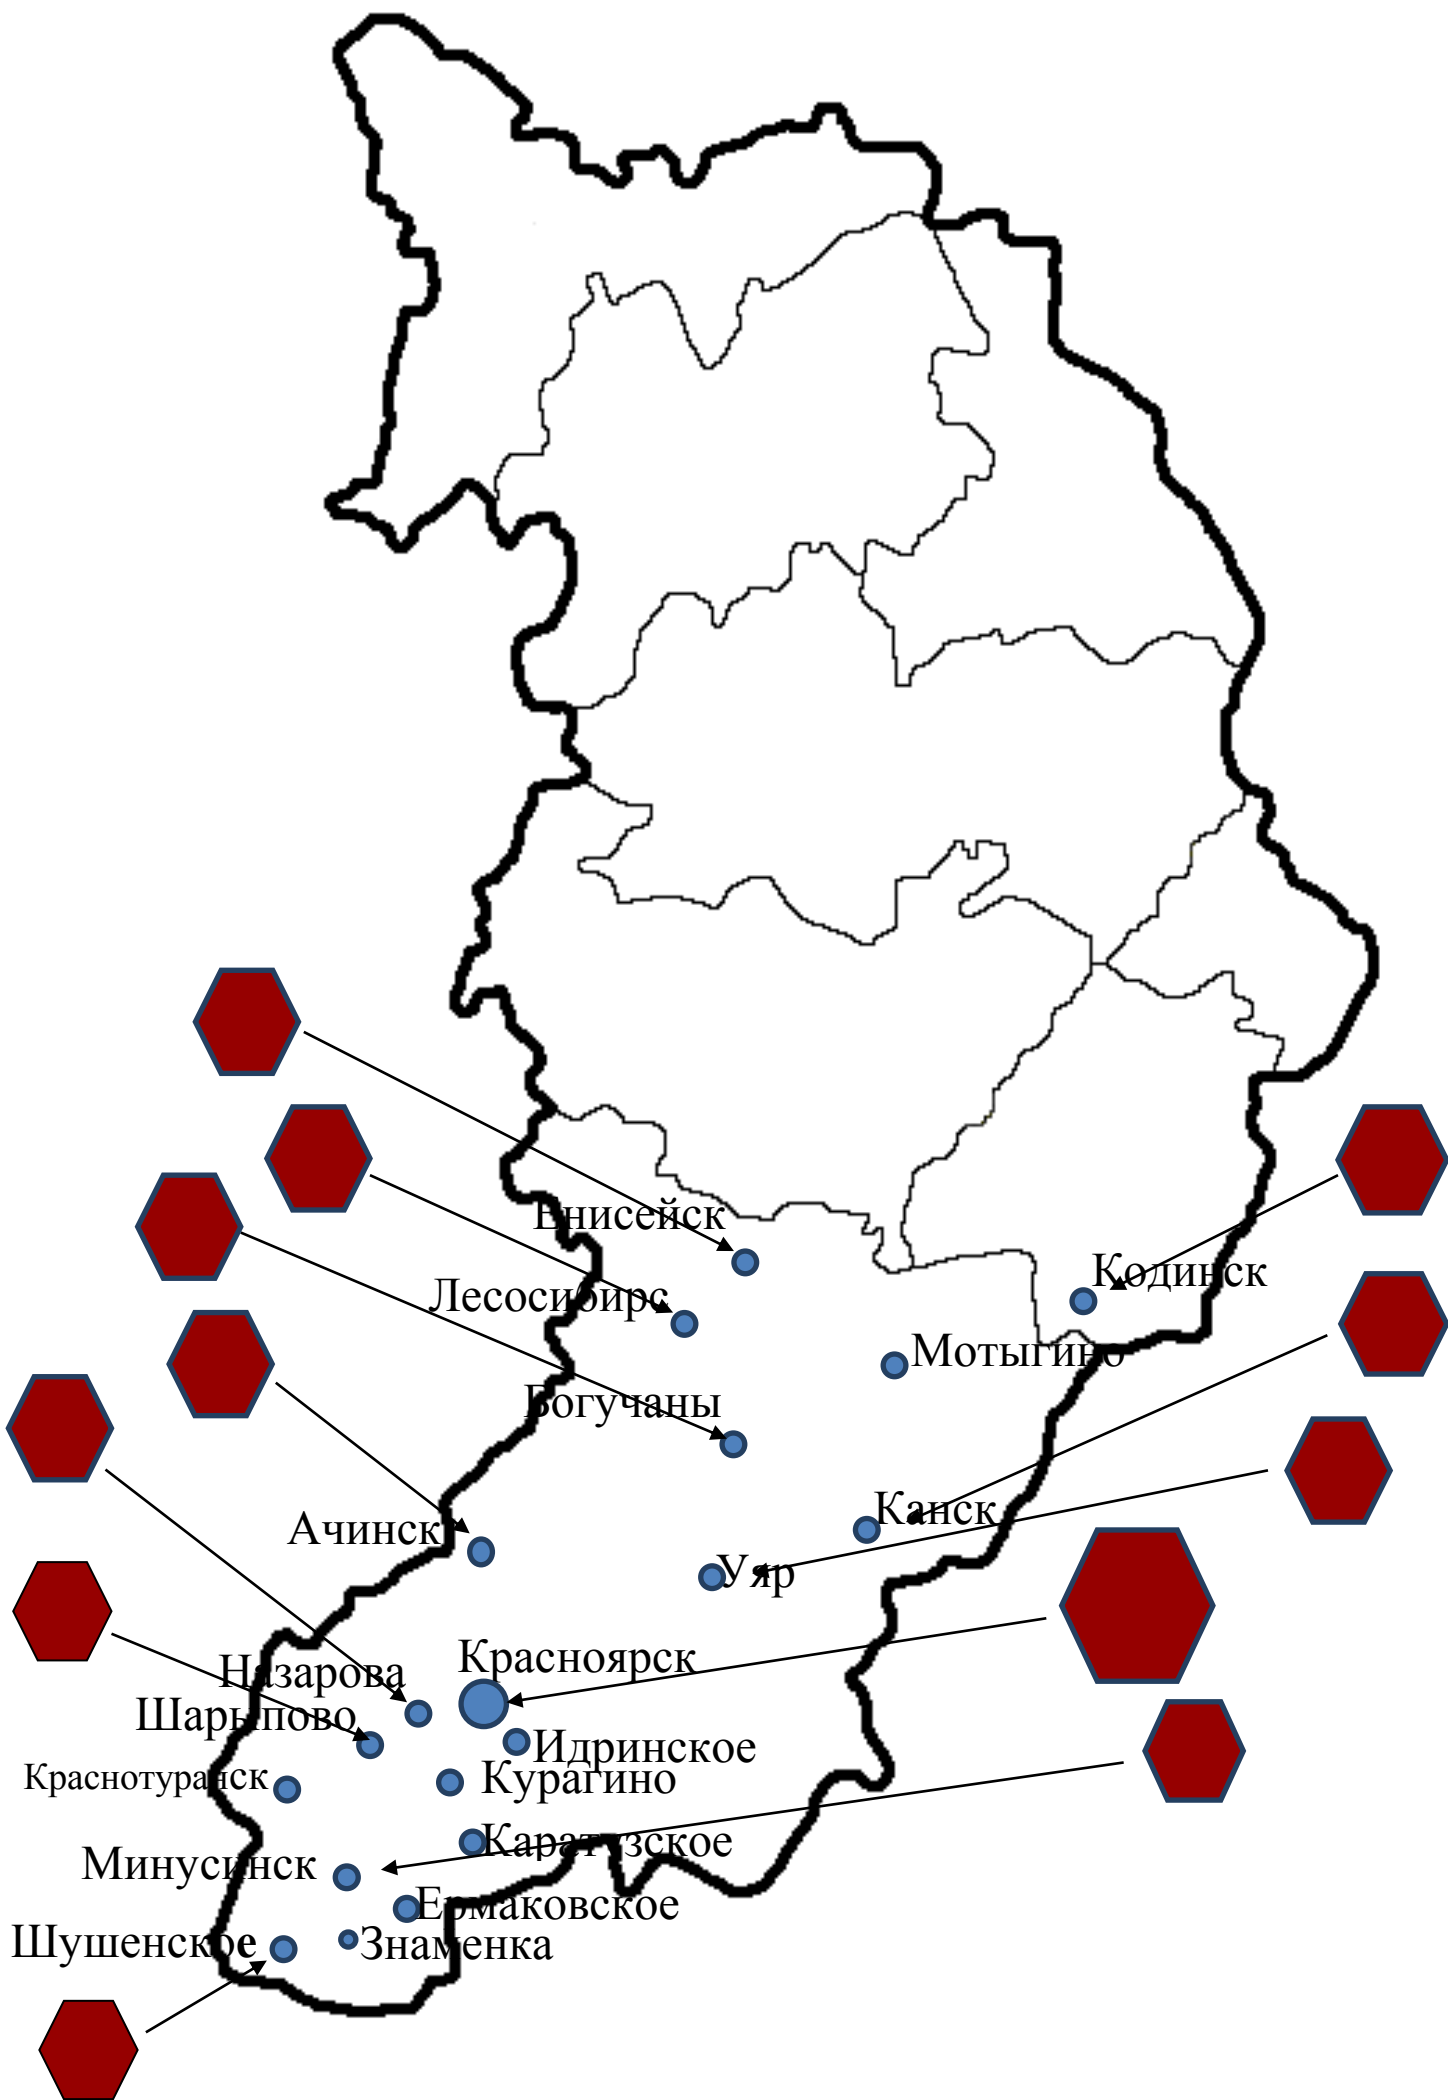 Енисейск
Кодинск
Лесосибирс
Мотыгино
Богучаны
Канск
Ачинск
Уяр
Красноярск
Назарова
Шарыпово
Идринское
Краснотуранск
Курагино
Каратузское
Минусинск
Ермаковское
Шушенское
Знаменка